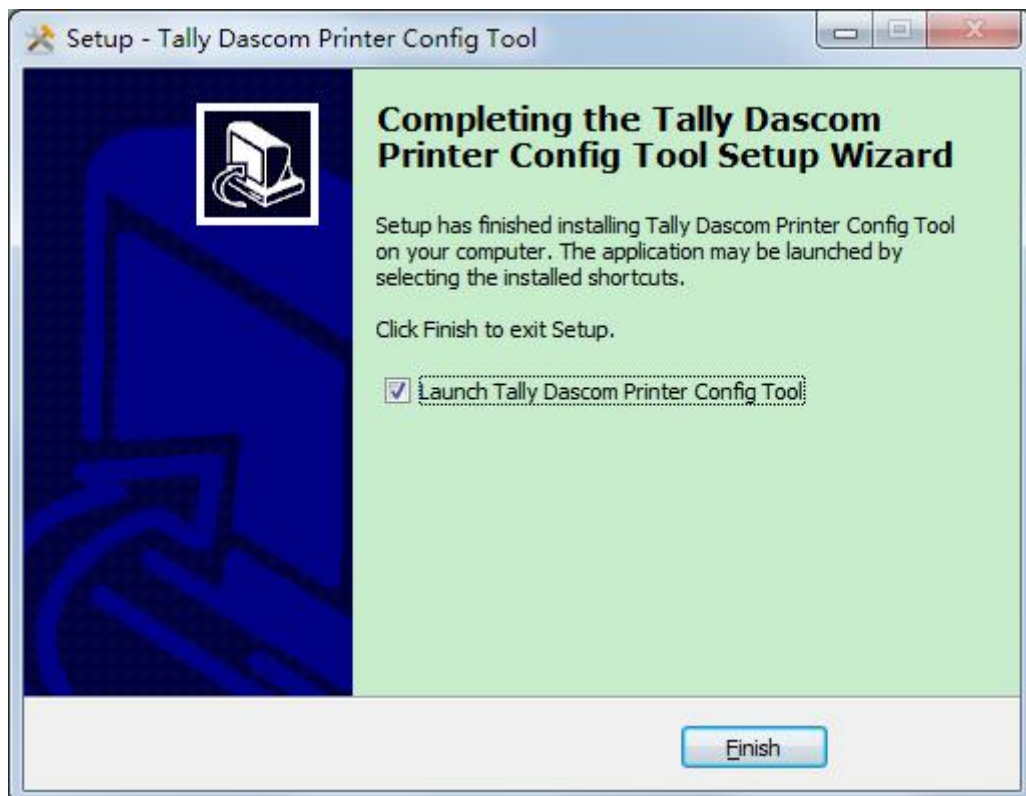 Setup - Tally Dascom Printer Config Tool
Completing the Tally Dascom
Printer Config Tool Setup Wizard
Setup has finished installing Tally Dascom Printer Config Tool
on your computer. The application may be launched by
selecting the installed shortcuts.
Click Finish to exit Setup.
Launch Tally Dascom Printer Config Tool
Finish